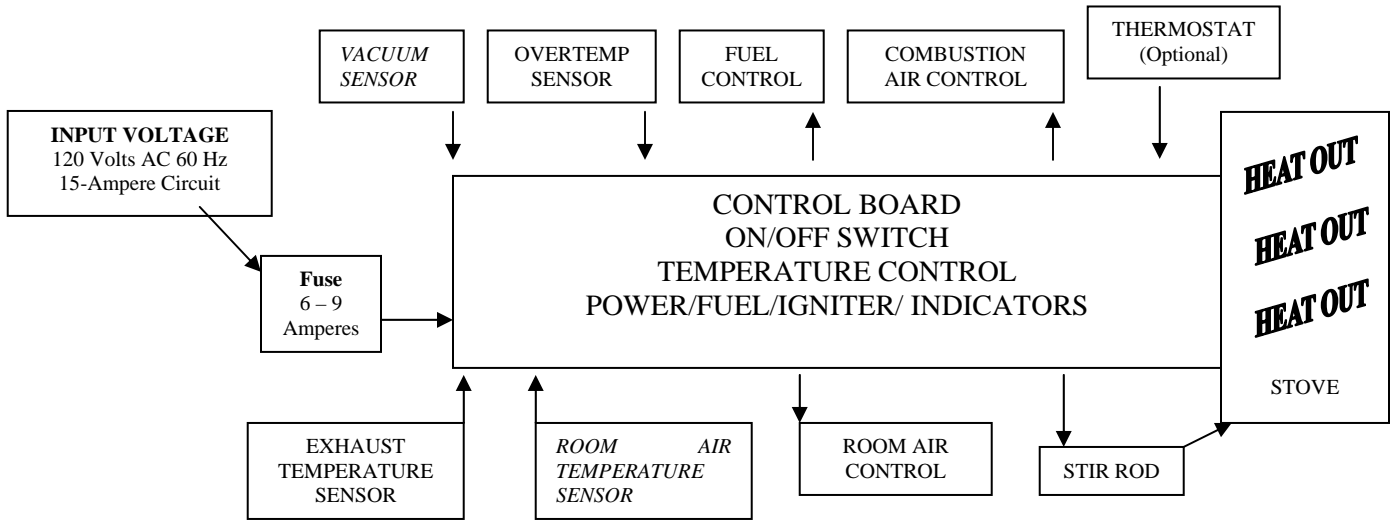 VACUUM
SENSOR
OVERTEMP
SENSOR
FUEL
CONTROL
COMBUSTION
AIR CONTROL
THERMOSTAT
(Optional)
INPUT VOLTAGE
120 Volts AC 60 Hz
15-Ampere Circuit
Fuse
6 – 9
Amperes
CONTROL BOARD
ON/OFF SWITCH
TEMPERATURE CONTROL
POWER/FUEL/IGNITER/ INDICATORS
HEAT OUT
HEAT OUT
HEAT OUT
STOVE
EXHAUST
TEMPERATURE
SENSOR
ROOM AIR
TEMPERATURE
SENSOR
ROOM AIR
CONTROL
STIR ROD